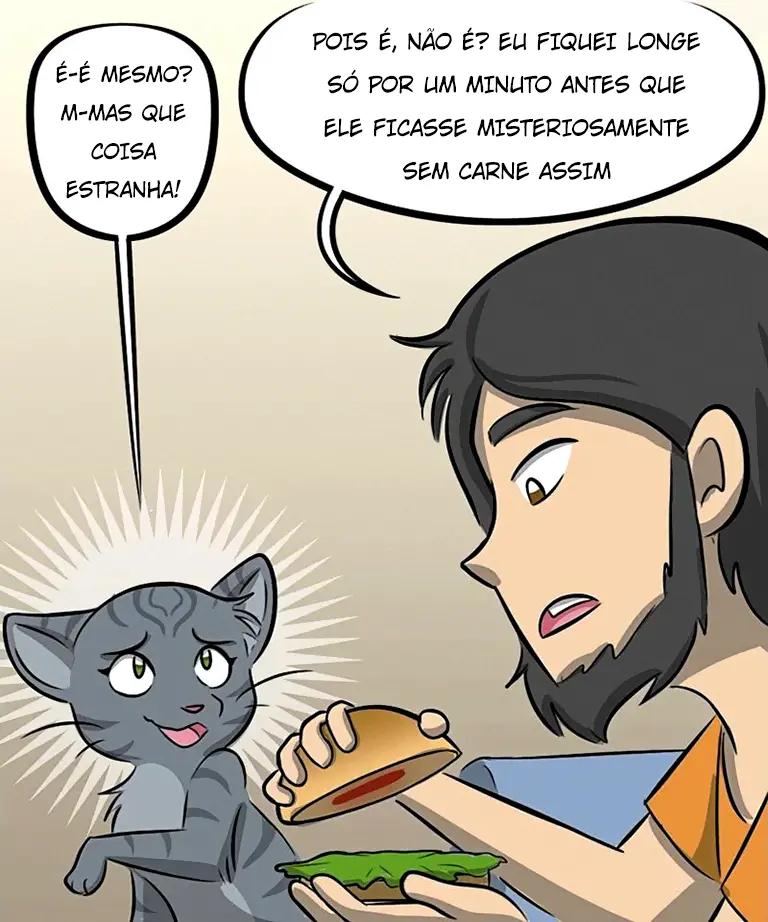 É-É MESMO?
M-MAS QUE
COISA
ESTRANHA!
POIS É, NÃO É? EU FIQUEI LONGE
SÓ POR UM MINUTO ANTES QUE
ELE FICASSE MISTERIOSAMENTE
SEM CARNE ASSIM